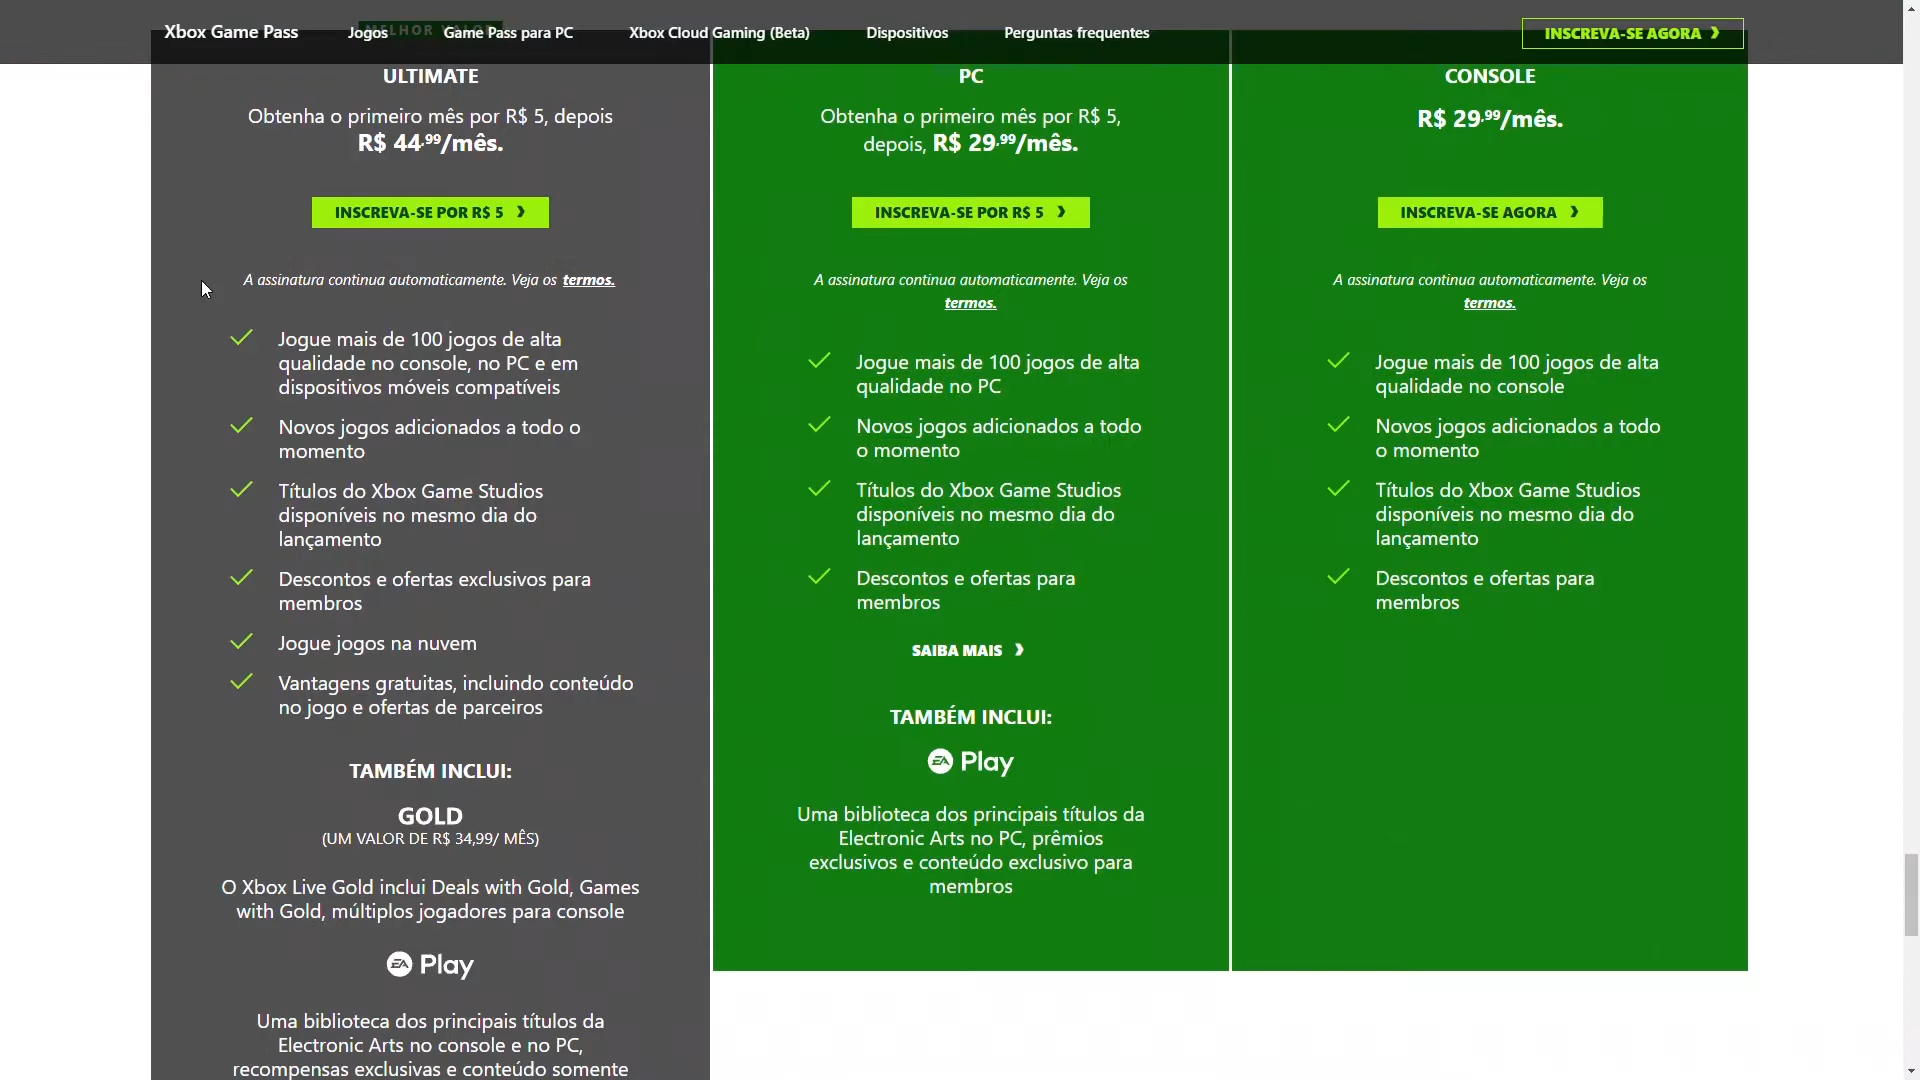 Xbox Game Pass
Jogos
Game Pass para PC
Xbox Cloud Gaming (Beta)
Dispositivos
Perguntas frequentes
INSCREVA-SE AGORA
MELHOR VALOR
ULTIMATE
Obtenha o primeiro mês por R$ 5, depois
R$ 44,99/mês.
INSCREVA-SE POR R$ 5
A assinatura continua automaticamente. Veja os termos.
Jogue mais de 100 jogos de alta
qualidade no console, no PC e em
dispositivos móveis compatíveis
Novos jogos adicionados a todo o
momento
Títulos do Xbox Game Studios
disponíveis no mesmo dia do
lançamento
Descontos e ofertas exclusivos para
membros
Jogue jogos na nuvem
Vantagens gratuitas, incluindo conteúdo
no jogo e ofertas de parceiros
TAMBÉM INCLUI:
GOLD
(UM VALOR DE R$ 34,99/ MÊS)
O Xbox Live Gold inclui Deals with Gold, Games
with Gold, múltiplos jogadores para console
EA Play
Uma biblioteca dos principais títulos da
Electronic Arts no console e no PC,
recompensas exclusivas e conteúdo somente
PC
Obtenha o primeiro mês por R$ 5,
depois, R$ 29,99/mês.
INSCREVA-SE POR R$ 5
A assinatura continua automaticamente. Veja os
termos.
Jogue mais de 100 jogos de alta
qualidade no PC
Novos jogos adicionados a todo
o momento
Títulos do Xbox Game Studios
disponíveis no mesmo dia do
lançamento
Descontos e ofertas para
membros
SAIBA MAIS
TAMBÉM INCLUI:
EA Play
Uma biblioteca dos principais títulos da
Electronic Arts no PC, prêmios
exclusivos e conteúdo exclusivo para
membros
CONSOLE
R$ 29,99/mês.
INSCREVA-SE AGORA
A assinatura continua automaticamente. Veja os
termos.
Jogue mais de 100 jogos de alta
qualidade no console
Novos jogos adicionados a todo
o momento
Títulos do Xbox Game Studios
disponíveis no mesmo dia do
lançamento
Descontos e ofertas para
membros